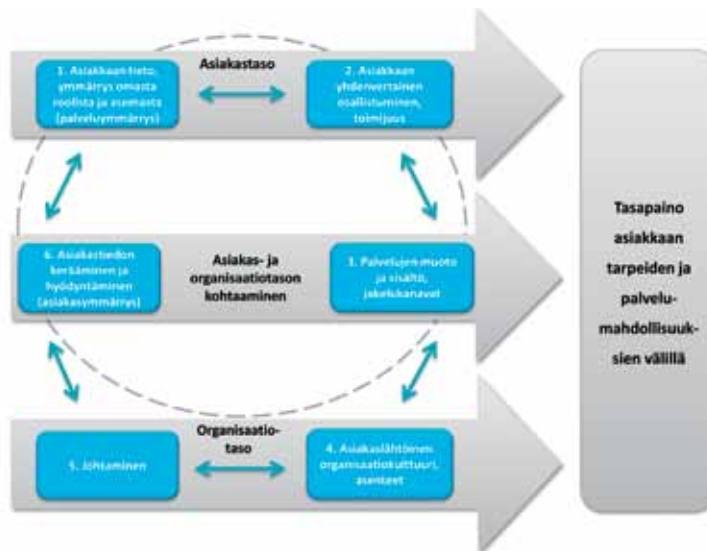 1. Asiakkaan tieto,
ymmärrys omasta
roolista ja asemasta
(palveluymmärrys)
Asiakastaso
2. Asiakkaan
yhdenvertainen
osallistuminen,
toimijuus
6. Asiakastiedon
kerääminen ja
hyödyntäminen
(asiakasymmärrys)
Asiakas- ja
organisaatiotason
kohtaaminen
3. Palvelujen muoto
ja sisältö,
jakelukanavat
5. Johtaminen
Organisaatio-
taso
4. Asiakaslähtöinen
organisaatiokulttuuri,
asenteet
Tasapaino
asiakkaan
tarpeiden ja
palvelu-
mahdollisuuk-
sien välillä